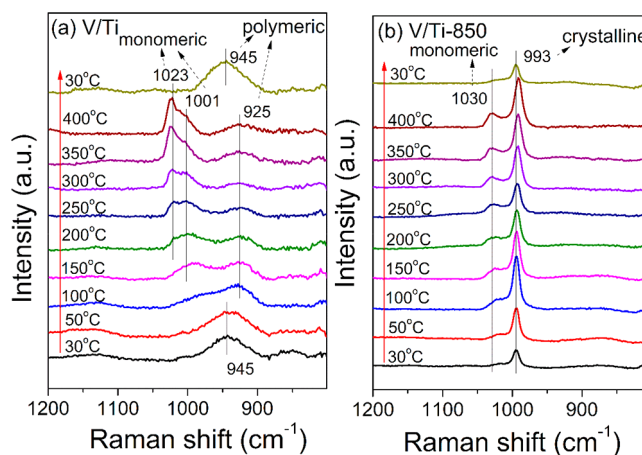 (a) V/Ti
monomeric
945
polymeric
1023
1001
925
30°C
400°C
350°C
300°C
250°C
200°C
150°C
100°C
50°C
30°C
945
Intensity (a.u.)
1200 1100 1000 900
Raman shift (cm⁻¹)
(b) V/Ti-850
monomeric
993
crystalline
1030
30°C
400°C
350°C
300°C
250°C
200°C
150°C
100°C
50°C
30°C
Intensity (a.u.)
1200 1100 1000 900
Raman shift (cm⁻¹)